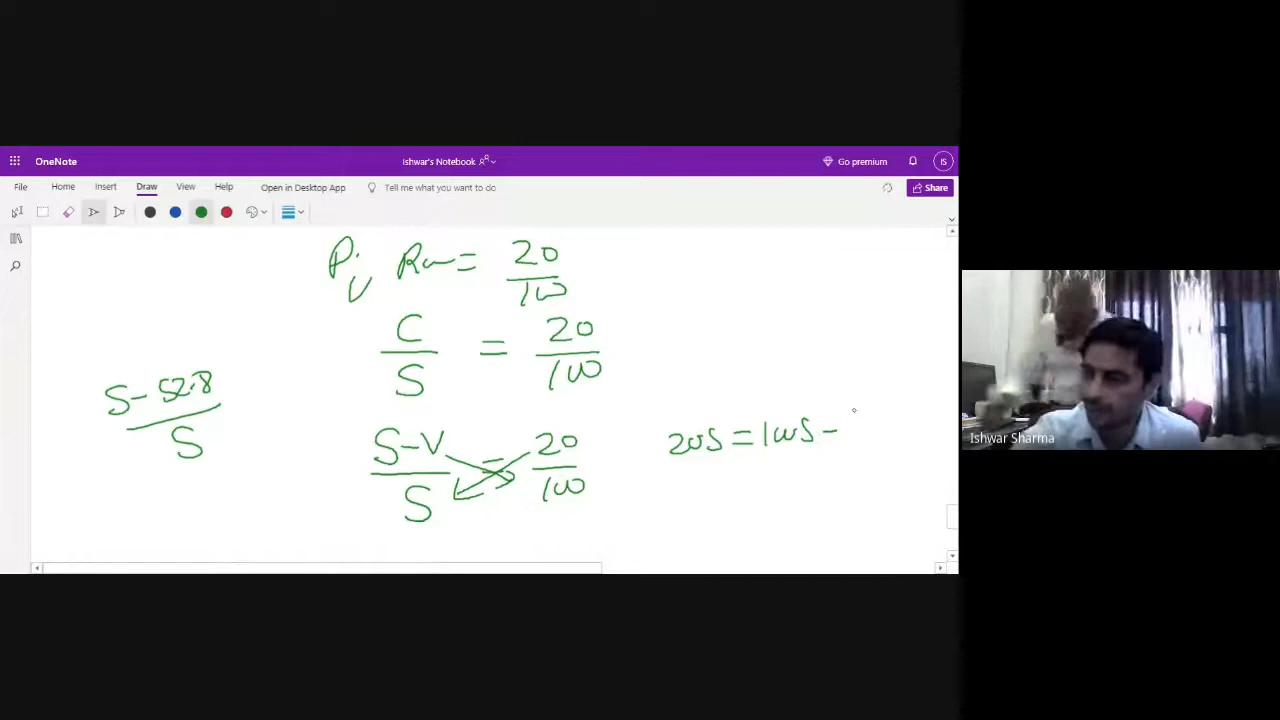 OneNote
Ishwar's Notebook
Go premium
IS
File Home Insert Draw View Help Open in Desktop App Tell me what you want to do
Share
P.V Ra = 20/100
C/S = 20/100
S-52.8/S
S-V/S = 20/100
20S = 100S -
Ishwar Sharma